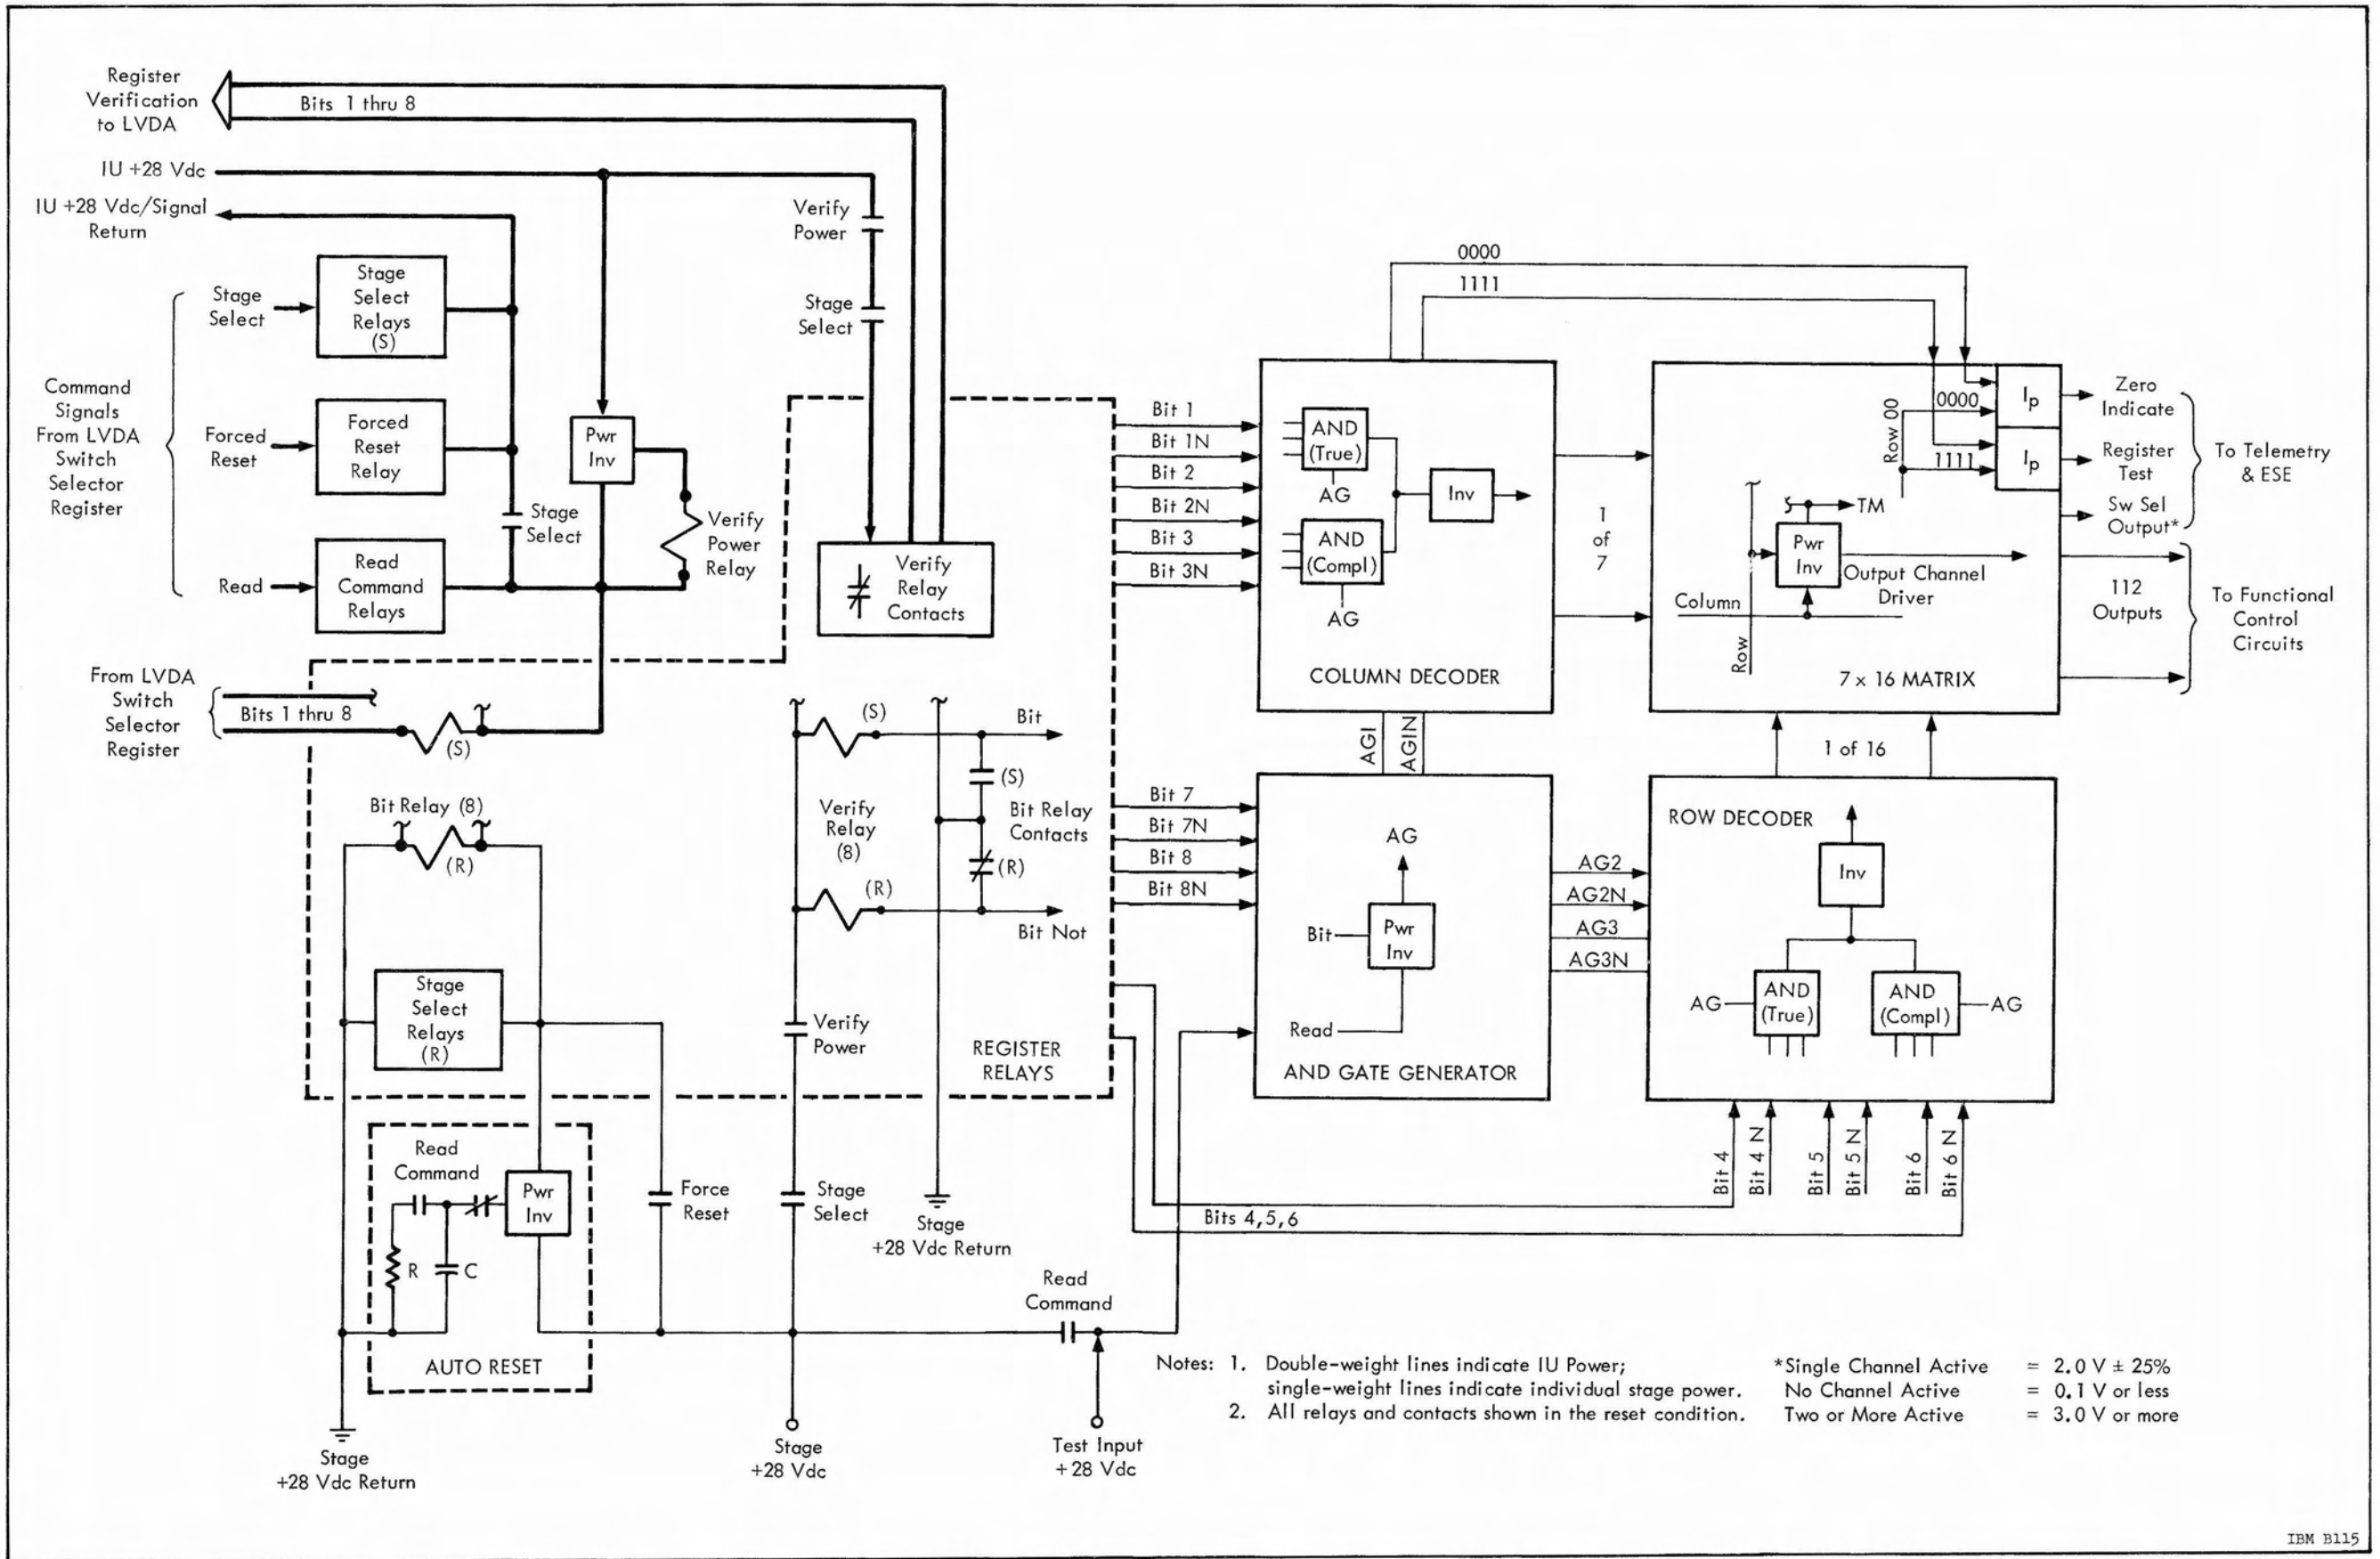 Register
Verification
to LVDA
Bits 1 thru 8
IU +28 Vdc
IU +28 Vdc/Signal
Return
Stage
Select
Stage
Select
Relays
(S)
Command
Signals
From LVDA
Switch
Selector
Register
Forced
Reset
Forced
Reset
Relay
Read
Read
Command
Relays
Stage
Select
Pwr
Inv
Verify
Power
Relay
Verify
Power
Stage
Select
Verify
Relay
Contacts
From LVDA
Switch
Selector
Register
Bits 1 thru 8
(S)
Bit Relay (8)
(R)
Stage
Select
Relays
(R)
(S)
Bit
(S)
Verify
Relay
(8)
Bit Relay
Contacts
(R)
(R)
Bit Not
Verify
Power
REGISTER
RELAYS
Read
Command
Pwr
Inv
R
C
AUTO RESET
Force
Reset
Stage
Select
Stage
+28 Vdc Return
Stage
+28 Vdc Return
Stage
+28 Vdc
Read
Command
Test Input
+28 Vdc
0000
1111
Bit 1
Bit 1N
Bit 2
Bit 2N
Bit 3
Bit 3N
AND
(True)
AG
AND
(Compl)
AG
Inv
COLUMN DECODER
1
of
7
Row 00
0000
1111
Ip
Ip
TM
Pwr
Inv
Output Channel
Driver
Column
Row
7 x 16 MATRIX
Zero
Indicate
Register
Test
Sw Sel
Output*
To Telemetry
& ESE
112
Outputs
To Functional
Control
Circuits
AGI
AGIN
1 of 16
Bit 7
Bit 7N
Bit 8
Bit 8N
AG
Bit
Pwr
Inv
Read
AND GATE GENERATOR
AG2
AG2N
AG3
AG3N
ROW DECODER
Inv
AG
AND
(True)
AND
(Compl)
AG
Bit 4
Bit 4 N
Bit 5
Bit 5 N
Bit 6
Bit 6 N
Bits 4,5,6
Notes: 1. Double-weight lines indicate IU Power;
single-weight lines indicate individual stage power.
2. All relays and contacts shown in the reset condition.
*Single Channel Active = 2.0 V ± 25%
No Channel Active = 0.1 V or less
Two or More Active = 3.0 V or more
IBM B115